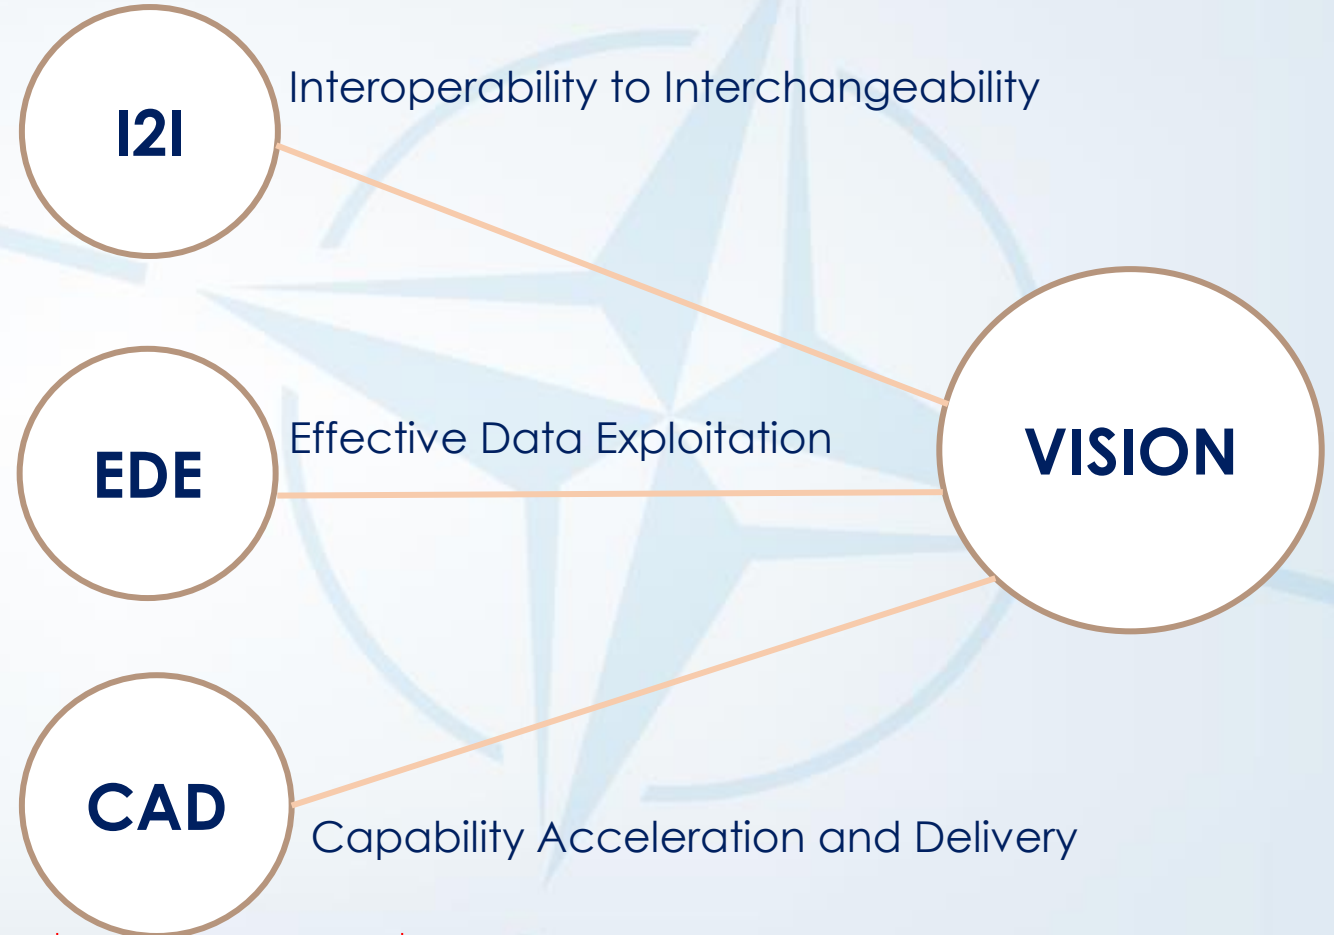 I2I
Interoperability to Interchangeability
EDE
Effective Data Exploitation
VISION
CAD
Capability Acceleration and Delivery